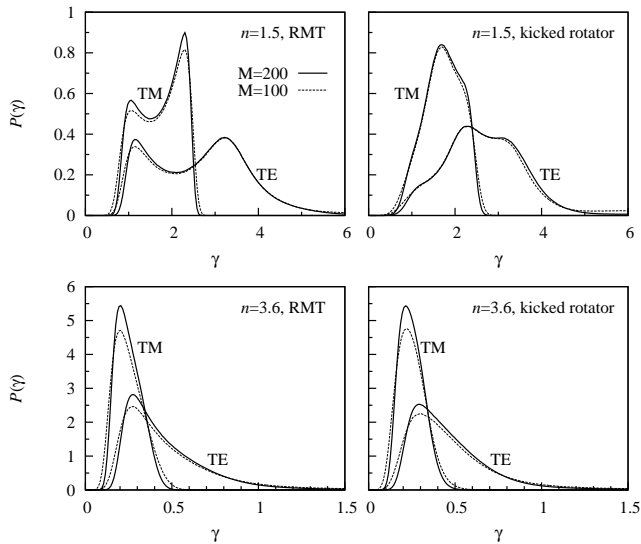 n=1.5, RMT
M=200
M=100
TM
TE
P(γ)
1
0.8
0.6
0.4
0.2
0
0 2 4 6
γ
n=1.5, kicked rotator
TM
TE
0 2 4 6
γ
n=3.6, RMT
TM
TE
P(γ)
6
5
4
3
2
1
0
0 0.5 1 1.5
γ
n=3.6, kicked rotator
TM
TE
0 0.5 1 1.5
γ